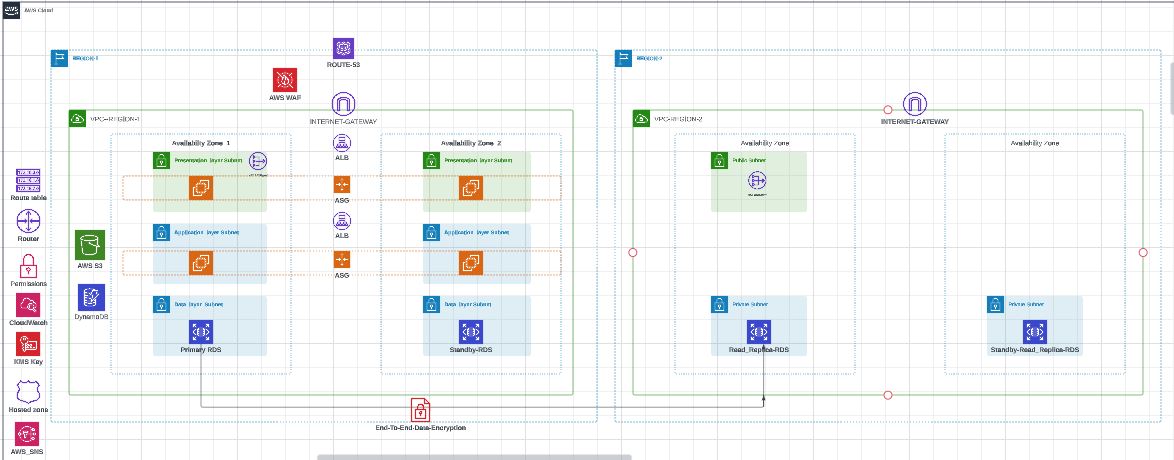 AWS Cloud
REGION-1
ROUTE-53
REGION-2
AWS WAF
INTERNET-GATEWAY
INTERNET-GATEWAY
VPC--REGION-1
VPC-REGION-2
Availability Zone 1
Availability Zone 2
Availability Zone
Availability Zone
ALB
Presentation layer Subnet
Presentation layer Subnet
Public Subnet
Route table
ASG
Application layer Subnet
ALB
Application layer Subnet
Router
AWS S3
ASG
Permissions
DynamoDB
Data layer Subnet
Data layer Subnet
Private Subnet
Private Subnet
CloudWatch
Primary RDS
Standby-RDS
Read_Replica-RDS
Standby-Read_Replica-RDS
KMS Key
Hosted zone
End-To-End-Data-Encryption
AWS_SNS